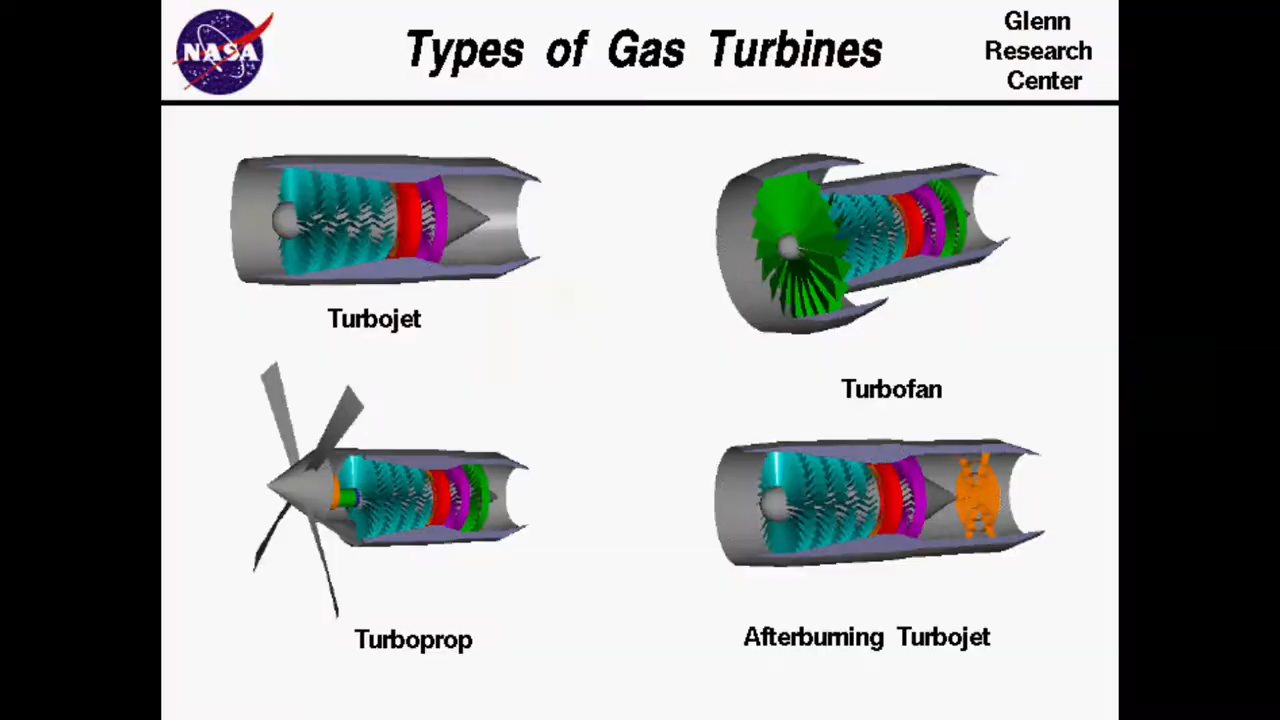 NASA
Types of Gas Turbines
Glenn
Research
Center
Turbojet
Turbofan
Turboprop
Afterburning Turbojet